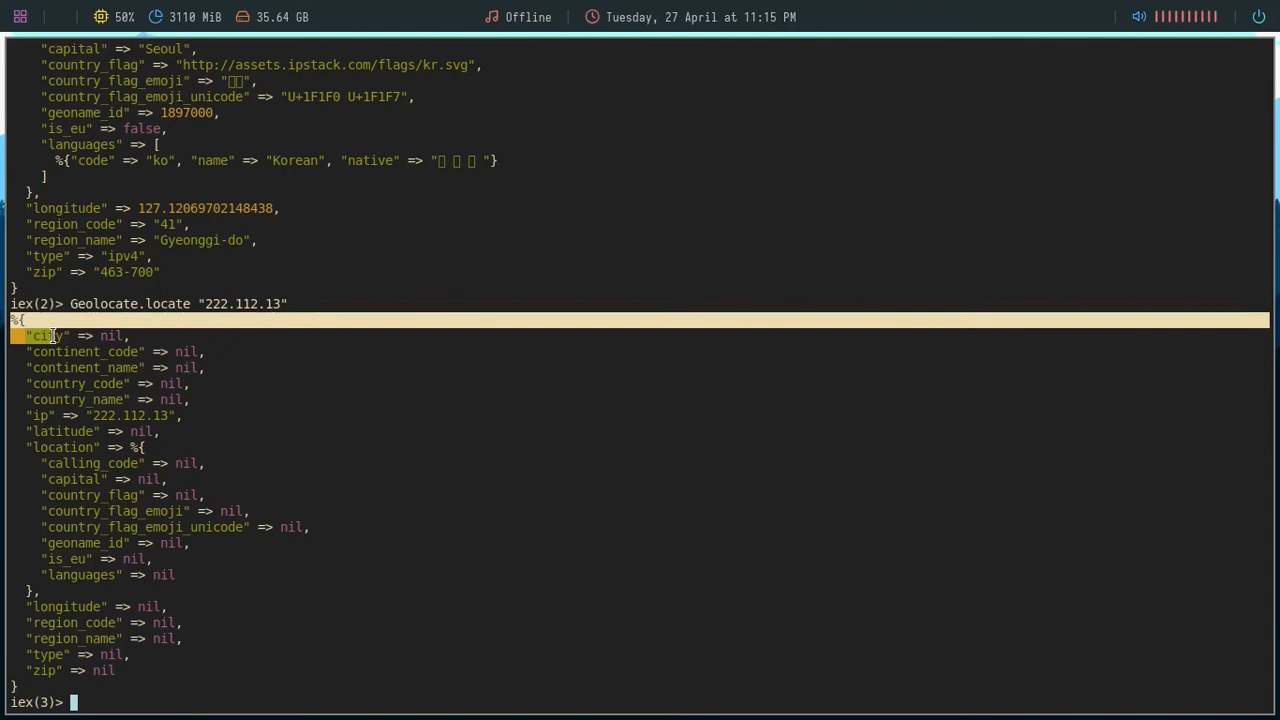 50% 3110 MiB 35.64 GB Offline Tuesday, 27 April at 11:15 PM
"capital" => "Seoul",
"country_flag" => "http://assets.ipstack.com/flags/kr.svg",
"country_flag_emoji" => "▯▯",
"country_flag_emoji_unicode" => "U+1F1F0 U+1F1F7",
"geoname_id" => 1897000,
"is_eu" => false,
"languages" => [
%{"code" => "ko", "name" => "Korean", "native" => "▯ ▯ ▯ "}
]
},
"longitude" => 127.12069702148438,
"region_code" => "41",
"region_name" => "Gyeonggi-do",
"type" => "ipv4",
"zip" => "463-700"
}
iex(2)> Geolocate.locate "222.112.13"
%{
"city" => nil,
"continent_code" => nil,
"continent_name" => nil,
"country_code" => nil,
"country_name" => nil,
"ip" => "222.112.13",
"latitude" => nil,
"location" => %{
"calling_code" => nil,
"capital" => nil,
"country_flag" => nil,
"country_flag_emoji" => nil,
"country_flag_emoji_unicode" => nil,
"geoname_id" => nil,
"is_eu" => nil,
"languages" => nil
},
"longitude" => nil,
"region_code" => nil,
"region_name" => nil,
"type" => nil,
"zip" => nil
}
iex(3)>